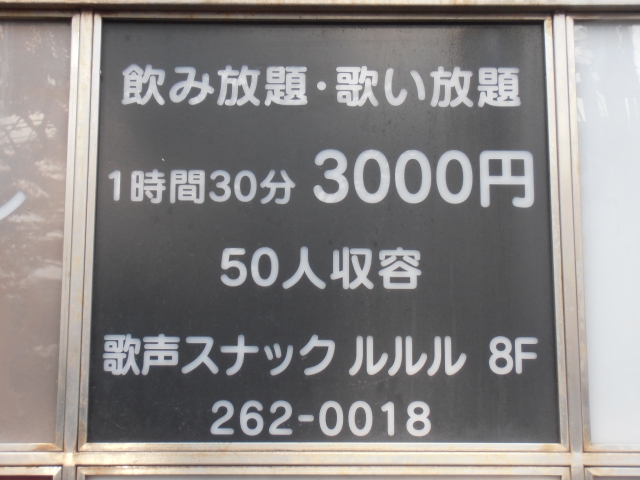 飲み放題・歌い放題
1時間30分 3000円
50人収容
歌声スナック ルルル 8F
262-0018